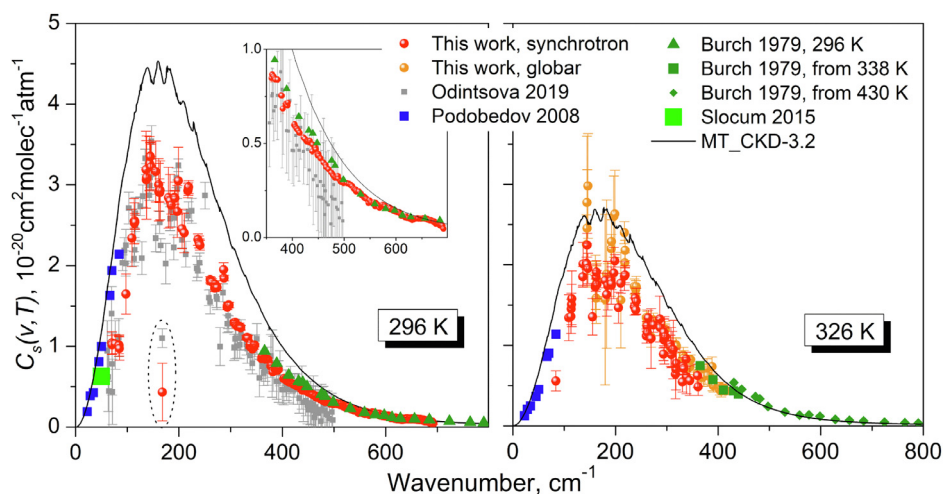 This work, synchrotron
This work, globar
Odintsova 2019
Podobedov 2008
Burch 1979, 296 K
Burch 1979, from 338 K
Burch 1979, from 430 K
Slocum 2015
MT_CKD-3.2
5
4
3
2
1
0
Cₛ(ν,T), 10⁻²⁰cm²molec⁻¹atm⁻¹
1.0
0.5
0.0
400 500 600
296 K
326 K
0 200 400 600
0 200 400 600 800
Wavenumber, cm⁻¹